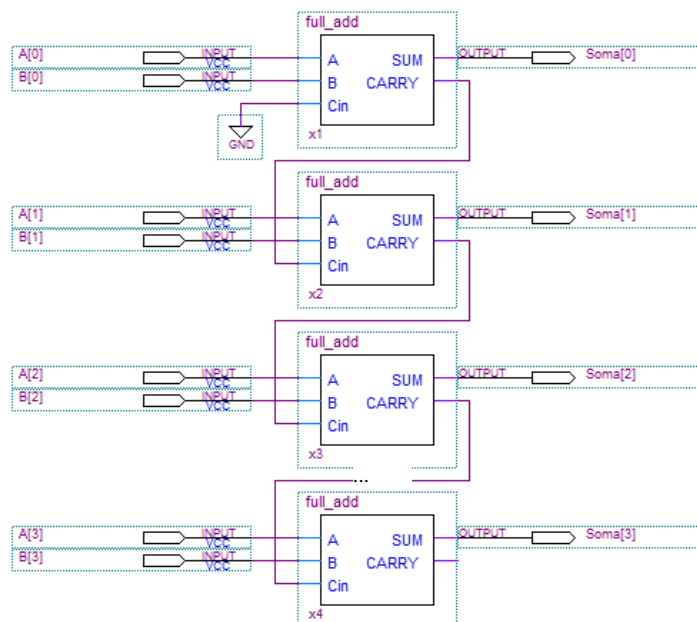 full_add
A[0] INPUT VCC A SUM OUTPUT Soma[0]
B[0] INPUT VCC B CARRY
Cin
GND
x1
full_add
A[1] INPUT VCC A SUM OUTPUT Soma[1]
B[1] INPUT VCC B CARRY
Cin
x2
full_add
A[2] INPUT VCC A SUM OUTPUT Soma[2]
B[2] INPUT VCC B CARRY
Cin
x3
...
full_add
A[3] INPUT VCC A SUM OUTPUT Soma[3]
B[3] INPUT VCC B CARRY
Cin
x4